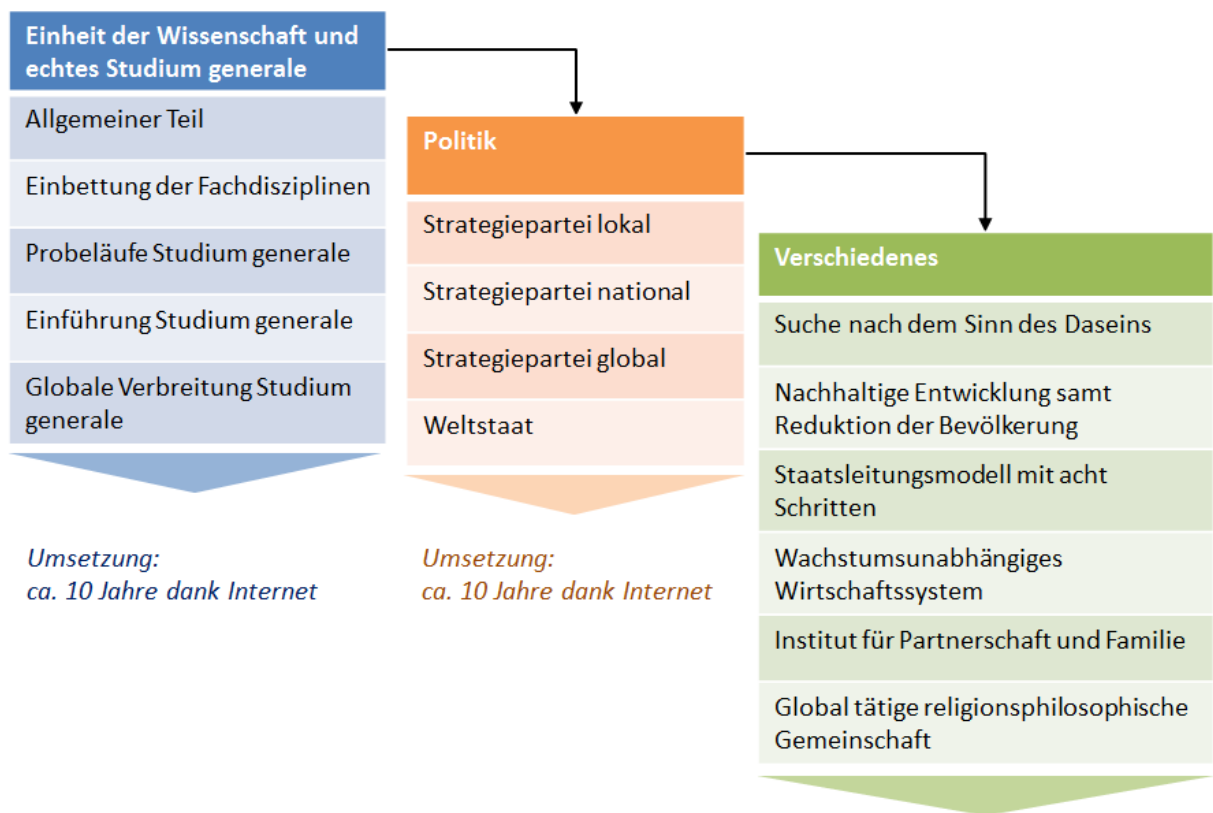 Einheit der Wissenschaft und
echtes Studium generale
Allgemeiner Teil
Einbettung der Fachdisziplinen
Probeläufe Studium generale
Einführung Studium generale
Globale Verbreitung Studium
generale
Umsetzung:
ca. 10 Jahre dank Internet
Politik
Strategiepartei lokal
Strategiepartei national
Strategiepartei global
Weltstaat
Umsetzung:
ca. 10 Jahre dank Internet
Verschiedenes
Suche nach dem Sinn des Daseins
Nachhaltige Entwicklung samt
Reduktion der Bevölkerung
Staatsleitungsmodell mit acht
Schritten
Wachstumsunabhängiges
Wirtschaftssystem
Institut für Partnerschaft und Familie
Global tätige religionsphilosophische
Gemeinschaft